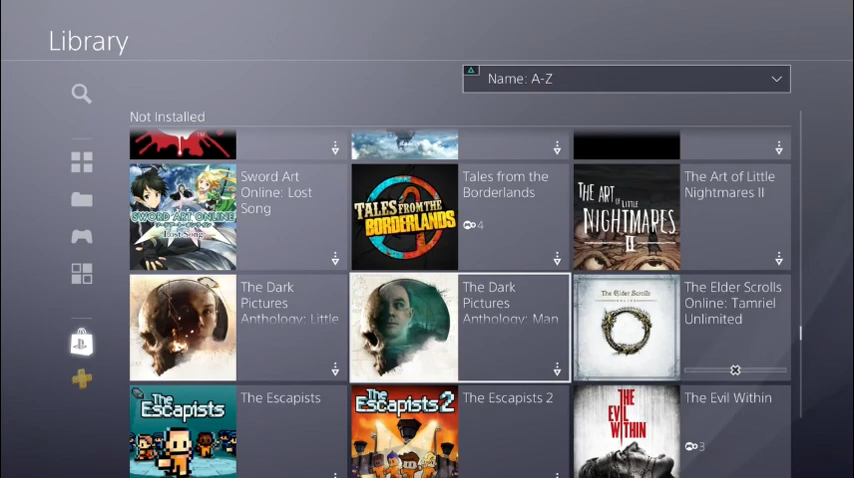 Library
Name: A-Z
Not Installed
Sword Art
Online: Lost
Song
SWORD ART ONLINE
Lost Song
Tales from the
Borderlands
4
TALES FROM THE
BORDERLANDS
The Art of Little
Nightmares II
THE ART
OF LITTLE
NIGHTMARES
II
The Dark
Pictures
Anthology: Little
The Dark
Pictures
Anthology: Man
The Elder Scrolls
Online: Tamriel
Unlimited
The Elder Scrolls
ONLINE
The Escapists
The
Escapists
The Escapists 2
The
Escapists 2
The Evil Within
3
THE
EVIL
WITHIN